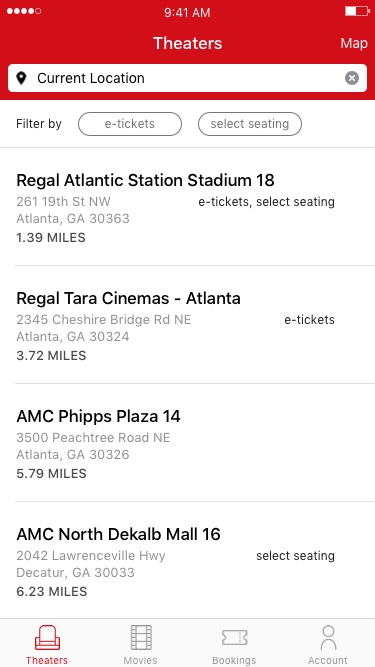 9:41 AM
Theaters
Map
Current Location
Filter by
e-tickets
select seating
Regal Atlantic Station Stadium 18
261 19th St NW
e-tickets, select seating
Atlanta, GA 30363
1.39 MILES
Regal Tara Cinemas - Atlanta
2345 Cheshire Bridge Rd NE
e-tickets
Atlanta, GA 30324
3.72 MILES
AMC Phipps Plaza 14
3500 Peachtree Road NE
Atlanta, GA 30326
5.79 MILES
AMC North Dekalb Mall 16
2042 Lawrenceville Hwy
select seating
Decatur, GA 30033
6.23 MILES
Theaters
Movies
Bookings
Account